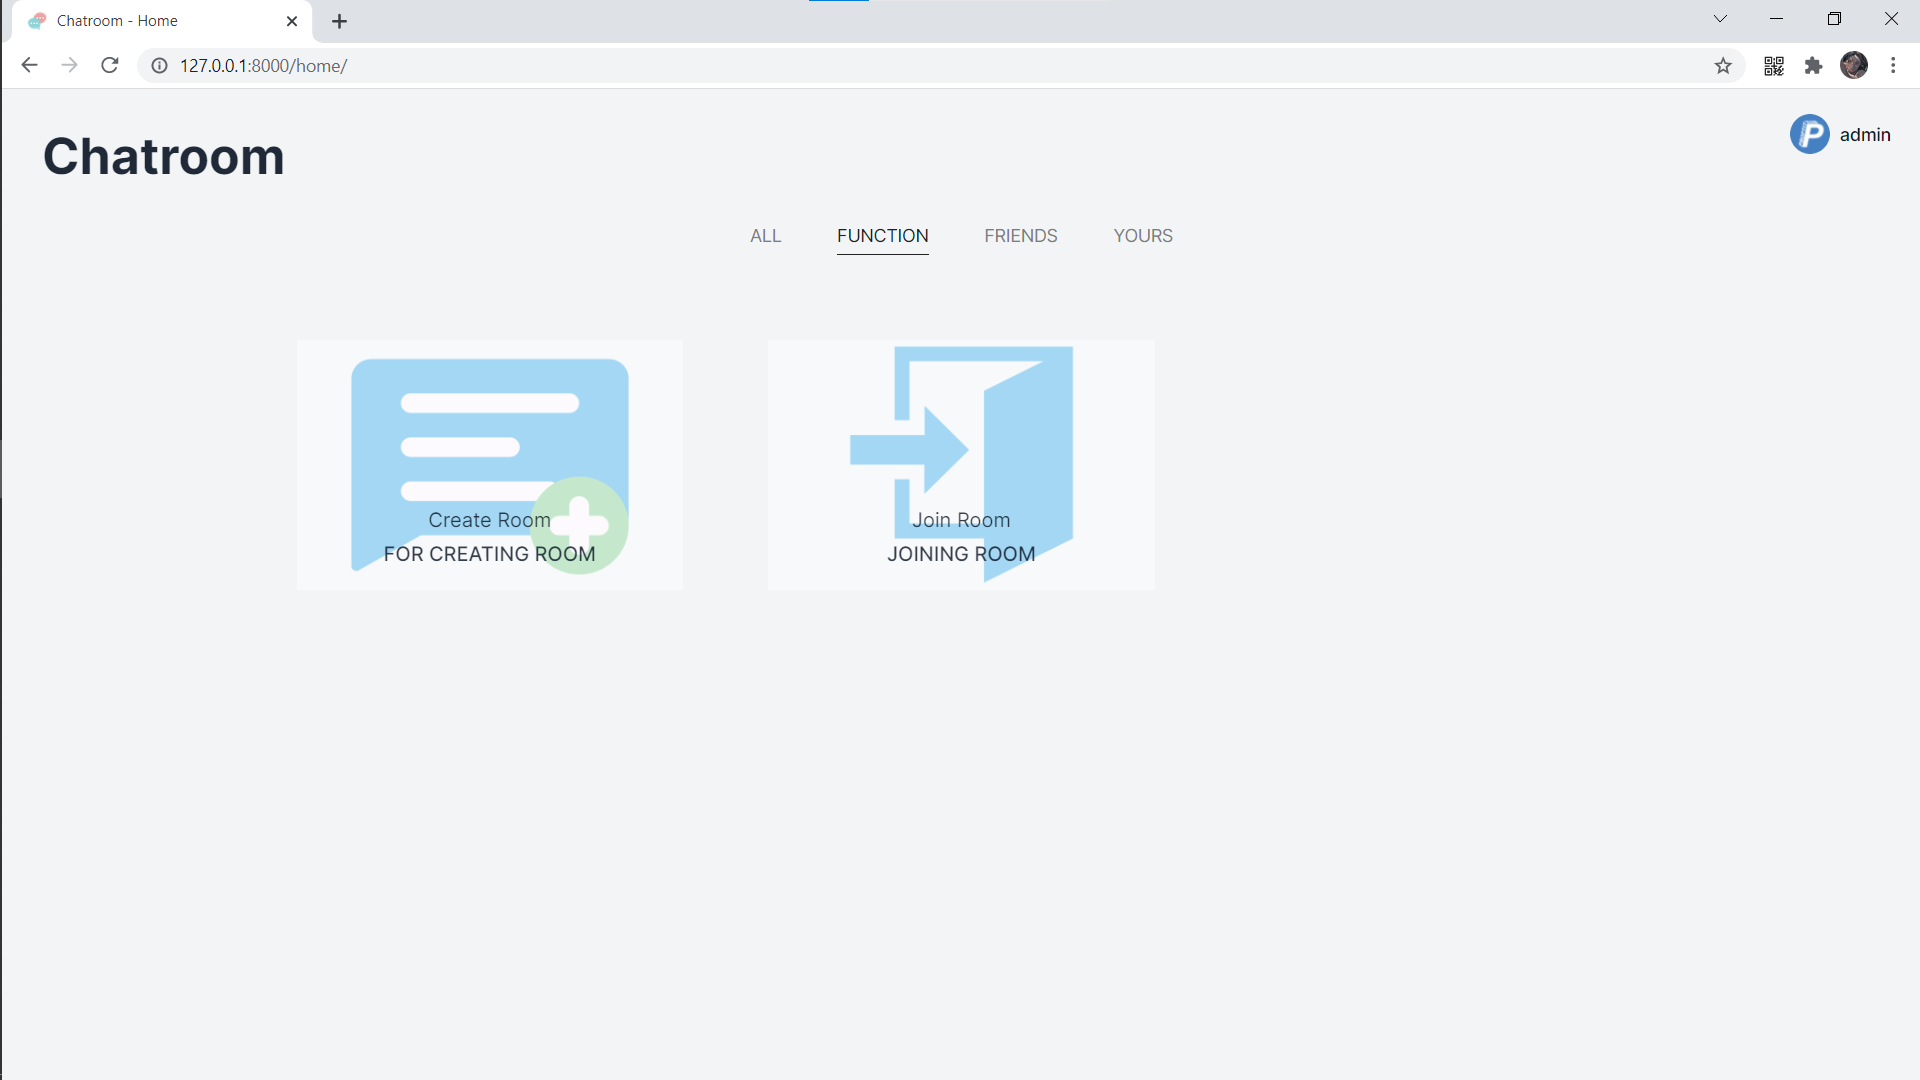 Chatroom - Home
127.0.0.1:8000/home/
Chatroom
P admin
ALL FUNCTION FRIENDS YOURS
Create Room
FOR CREATING ROOM
Join Room
JOINING ROOM